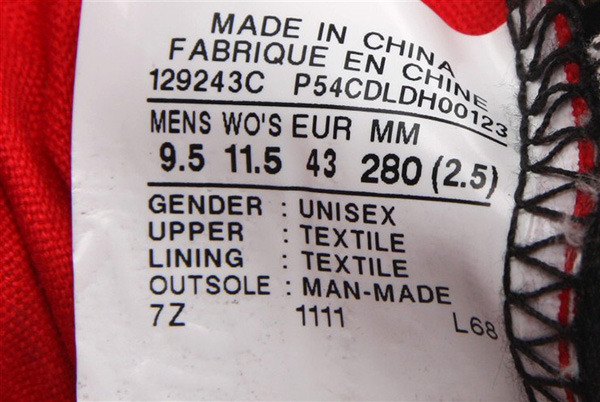 MADE IN CHINA
FABRIQUE EN CHINE
129243C P54CDLDH00123
MENS WO'S EUR MM
9.5 11.5 43 280 (2.5)
GENDER : UNISEX
UPPER : TEXTILE
LINING : TEXTILE
OUTSOLE : MAN-MADE
7Z 1111 L68